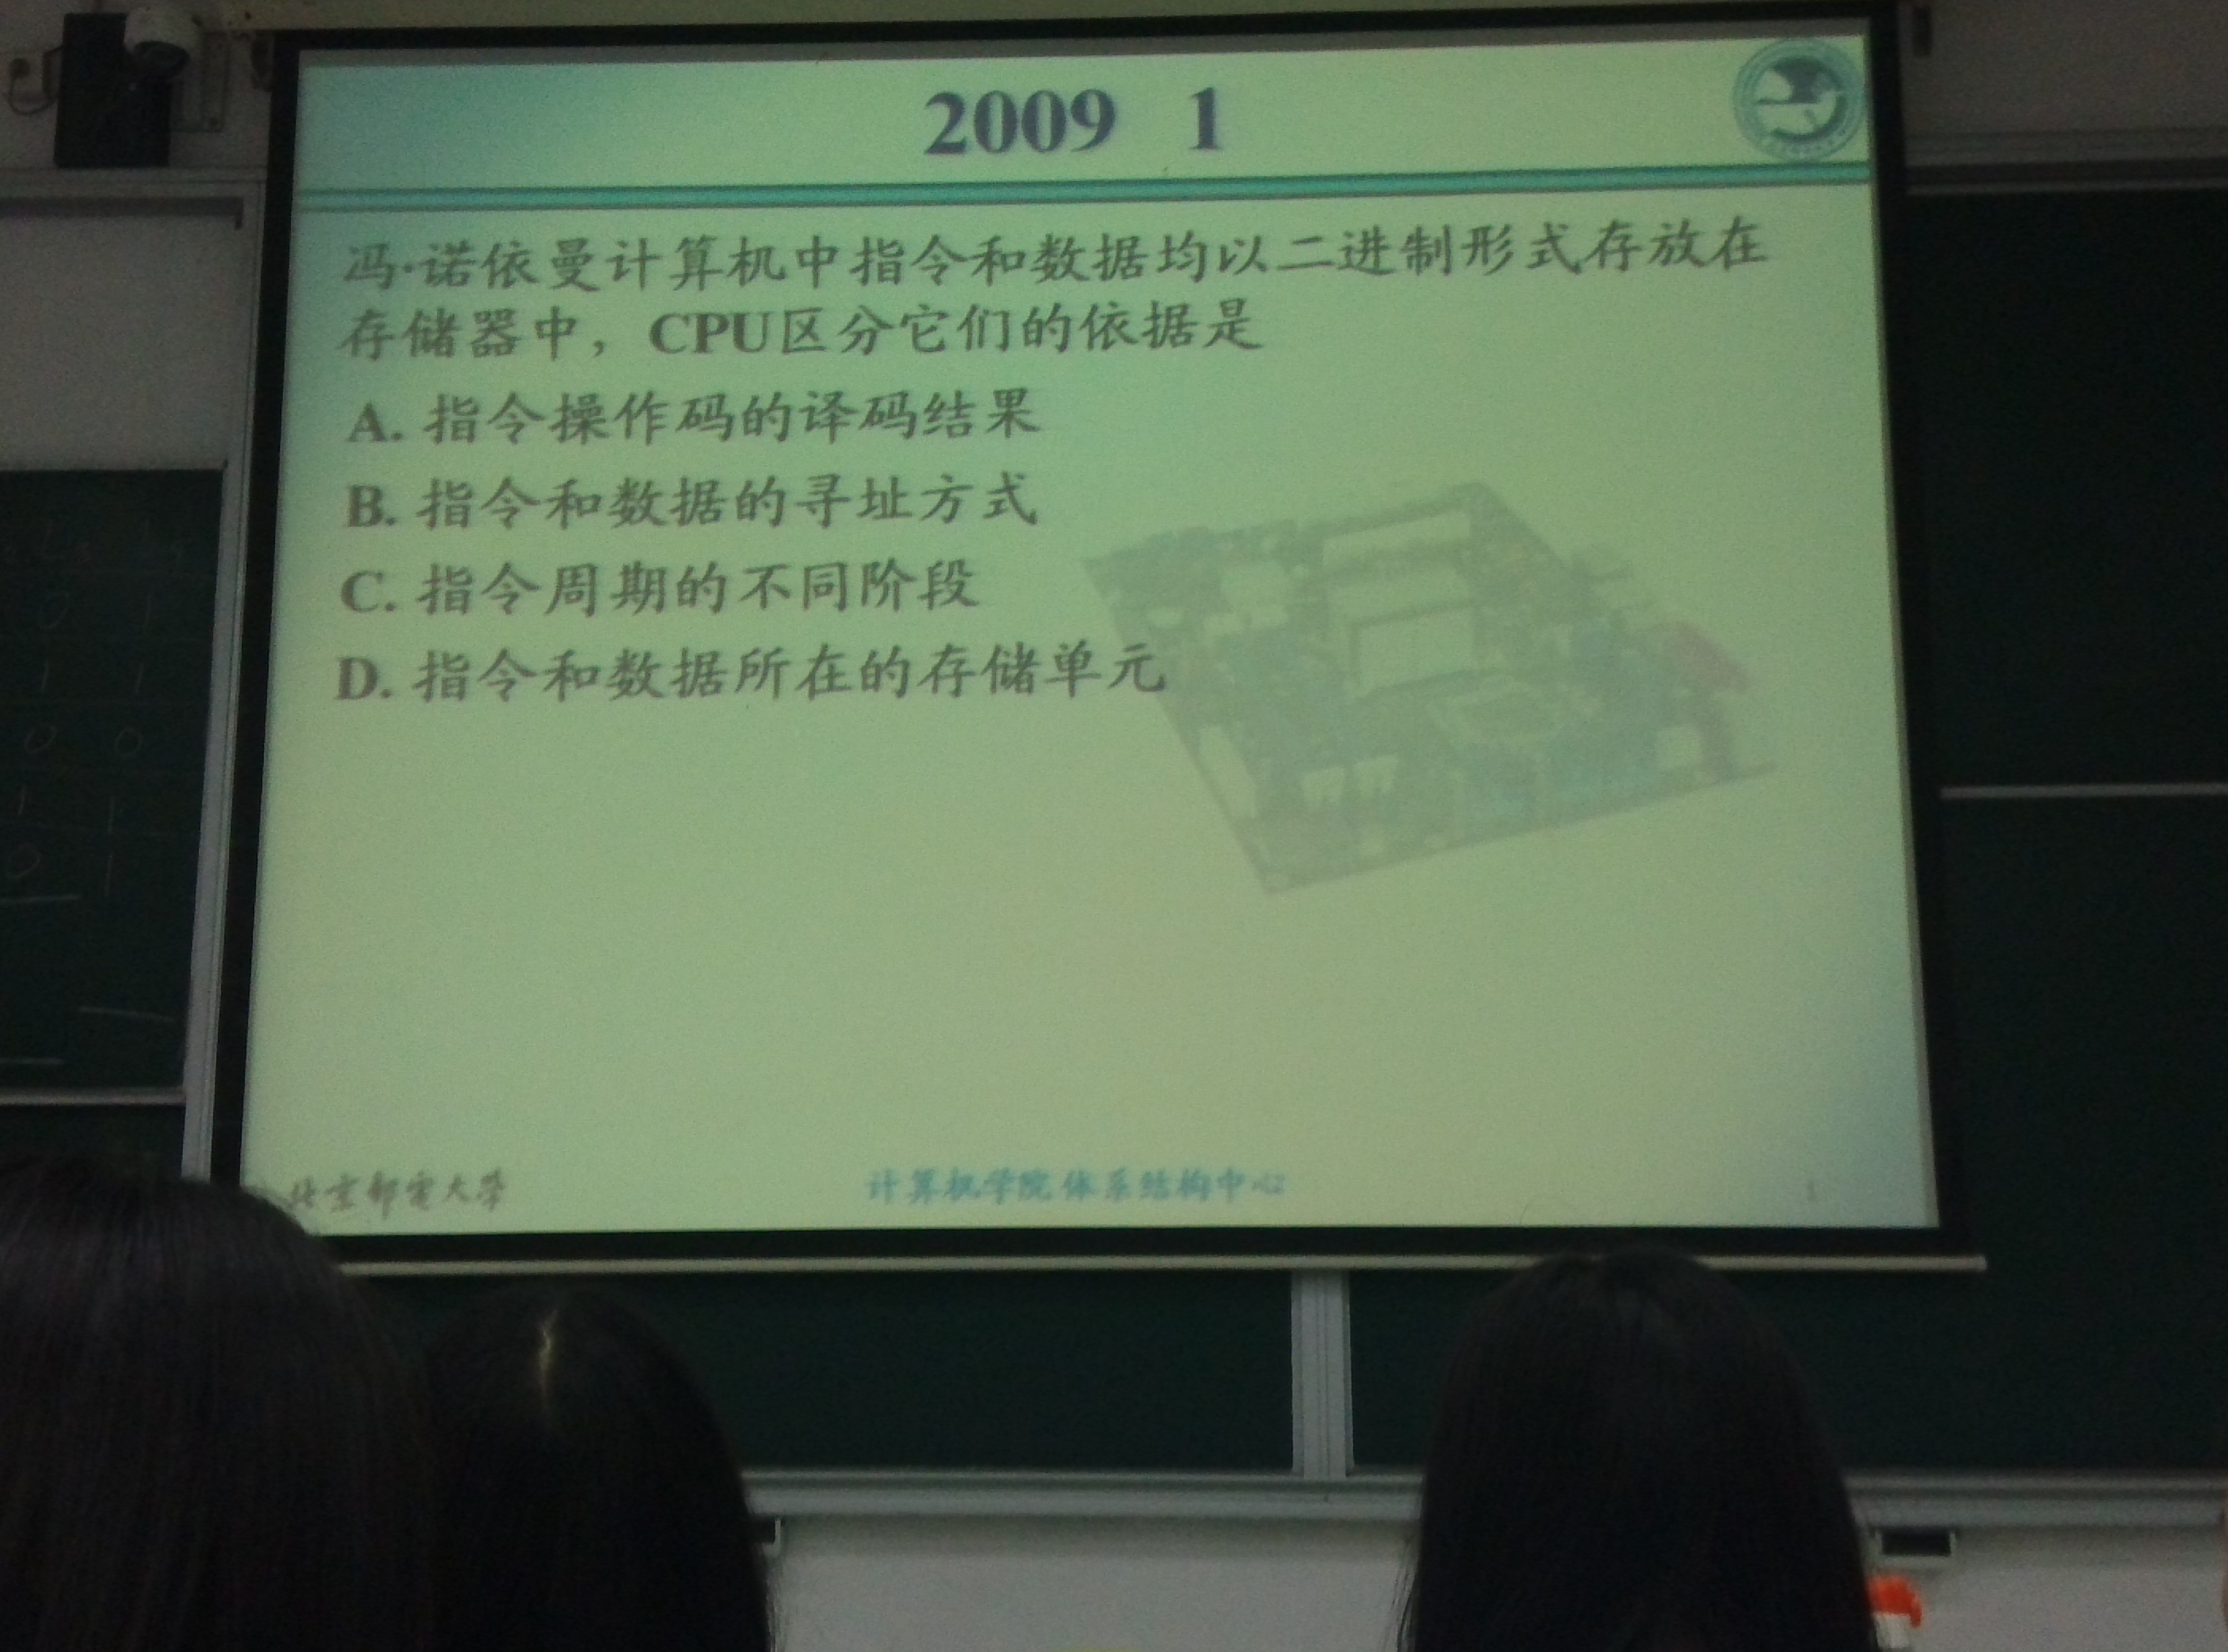 2009 1
冯·诺依曼计算机中指令和数据均以二进制形式存放在
存储器中，CPU区分它们的依据是
A. 指令操作码的译码结果
B. 指令和数据的寻址方式
C. 指令周期的不同阶段
D. 指令和数据所在的存储单元
北京邮电大学 计算机学院体系结构中心 1